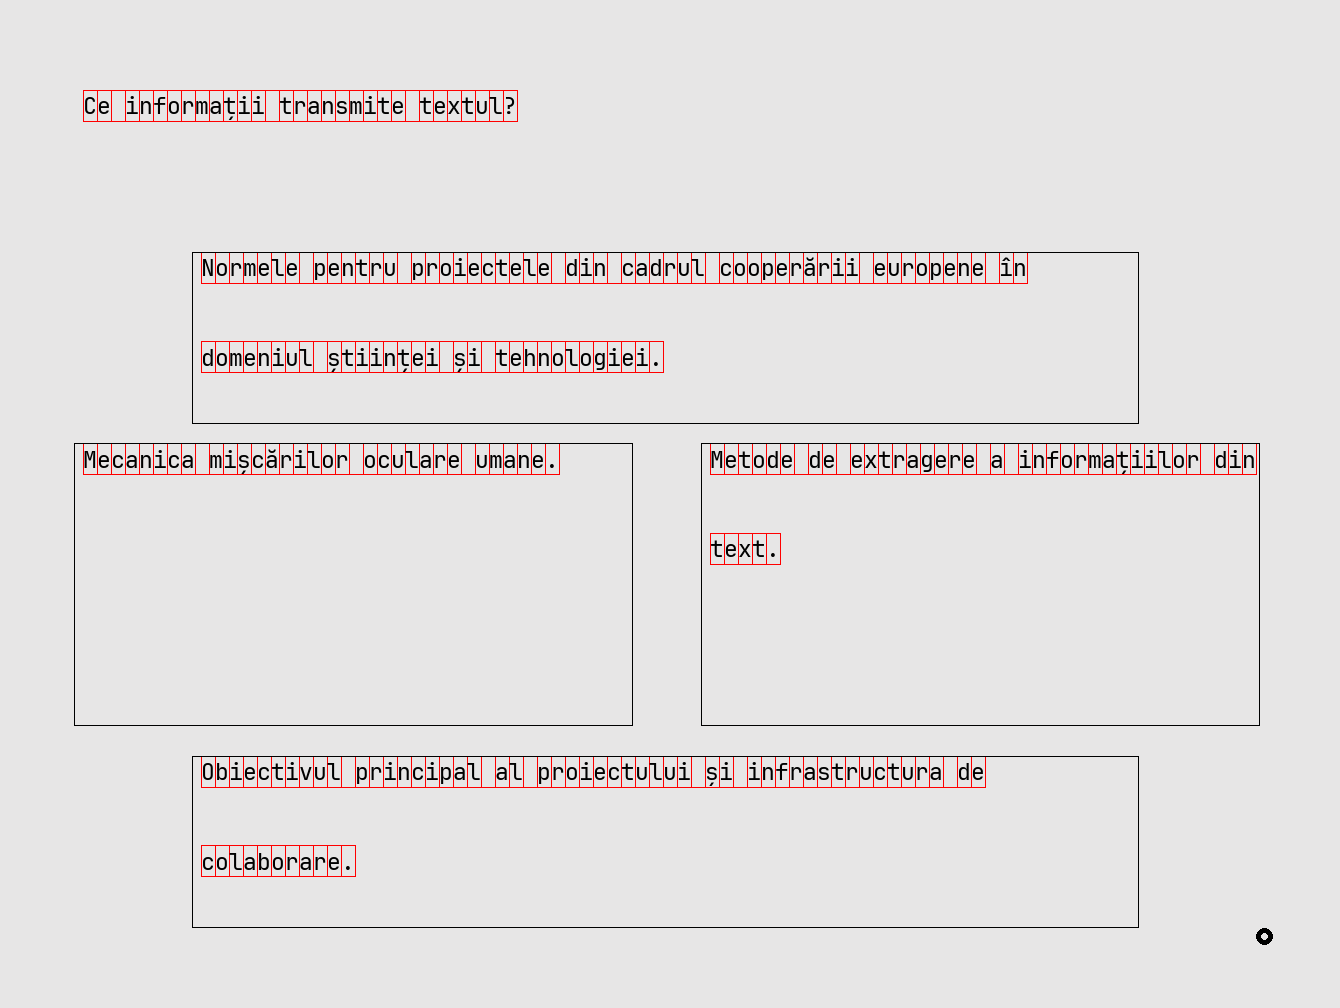 Ce informații transmite textul?
Normele pentru proiectele din cadrul cooperării europene în
domeniul științei și tehnologiei.
Mecanica mișcărilor oculare umane.
Metode de extragere a informațiilor din
text.
Obiectivul principal al proiectului și infrastructura de
colaborare.